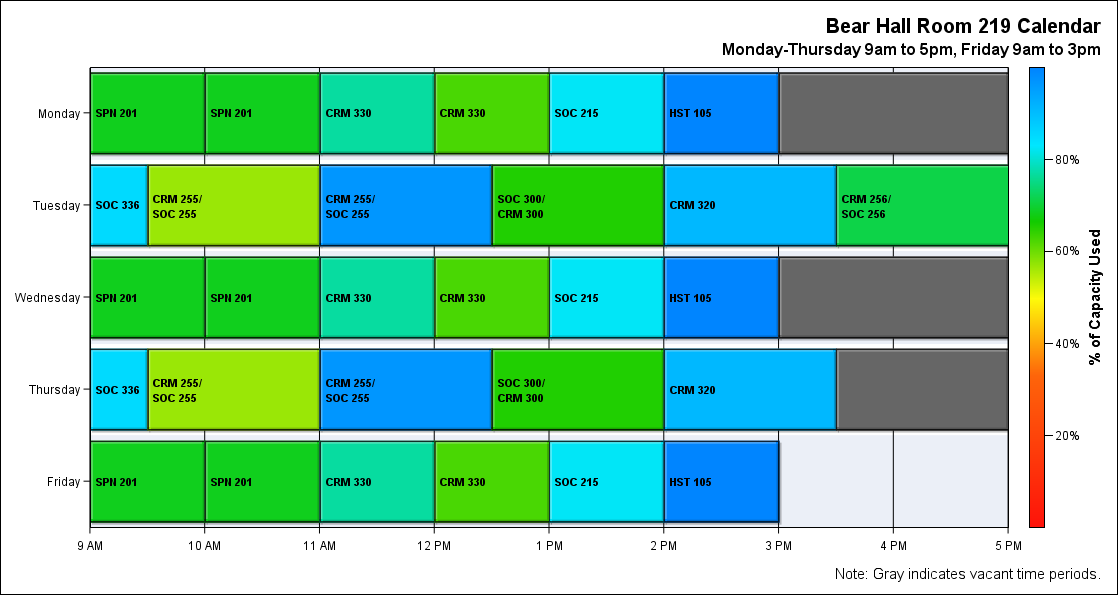 Bear Hall Room 219 Calendar
Monday-Thursday 9am to 5pm, Friday 9am to 3pm
Monday
SPN 201
SPN 201
CRM 330
CRM 330
SOC 215
HST 105
Tuesday
SOC 336
CRM 255/
SOC 255
CRM 255/
SOC 255
SOC 300/
CRM 300
CRM 320
CRM 256/
SOC 256
Wednesday
SPN 201
SPN 201
CRM 330
CRM 330
SOC 215
HST 105
Thursday
SOC 336
CRM 255/
SOC 255
CRM 255/
SOC 255
SOC 300/
CRM 300
CRM 320
Friday
SPN 201
SPN 201
CRM 330
CRM 330
SOC 215
HST 105
9 AM
10 AM
11 AM
12 PM
1 PM
2 PM
3 PM
4 PM
5 PM
80%
60%
40%
20%
% of Capacity Used
Note: Gray indicates vacant time periods.